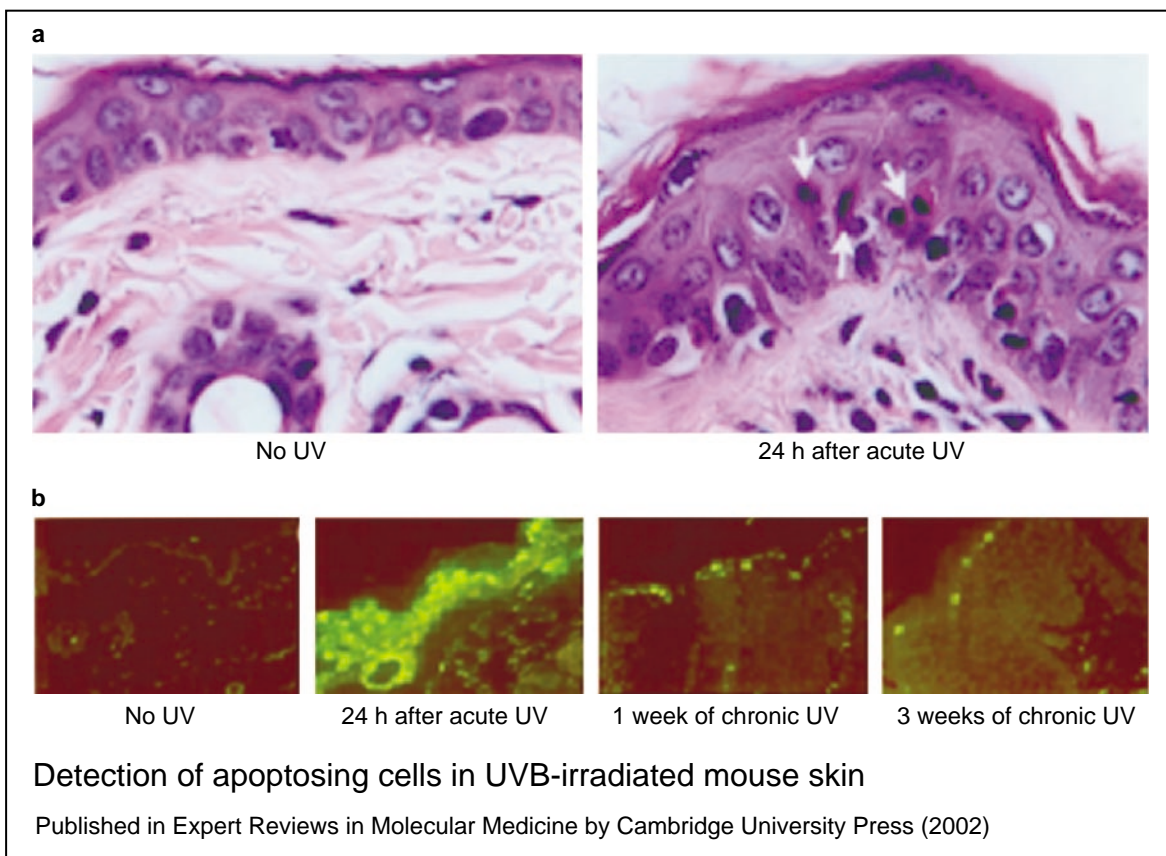 a
No UV
24 h after acute UV
b
No UV
24 h after acute UV
1 week of chronic UV
3 weeks of chronic UV
Detection of apoptosing cells in UVB-irradiated mouse skin
Published in Expert Reviews in Molecular Medicine by Cambridge University Press (2002)